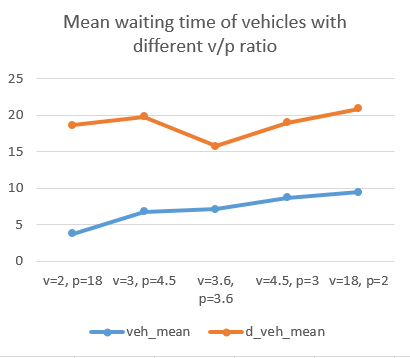 Mean waiting time of vehicles with
different v/p ratio
25
20
15
10
5
0
v=2, p=18 v=3, p=4.5 v=3.6, v=4.5, p=3 v=18, p=2
p=3.6
veh_mean d_veh_mean